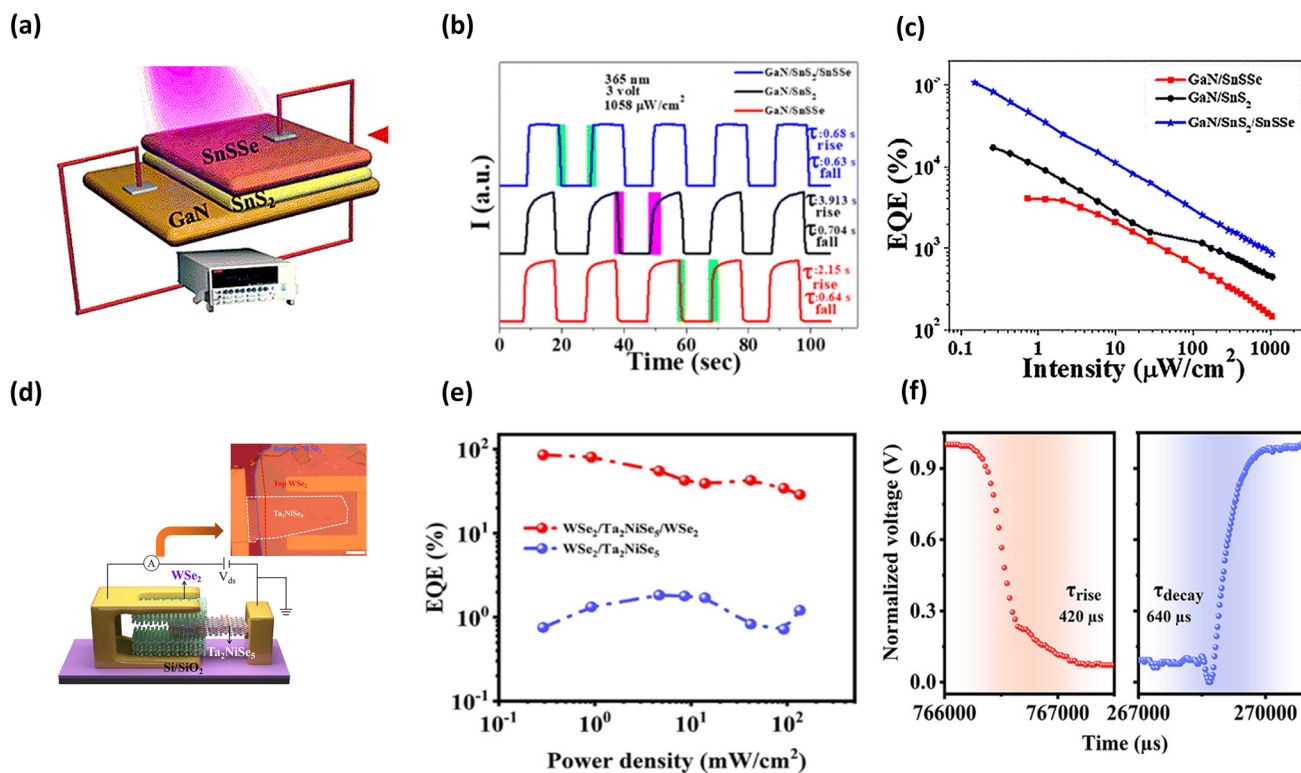 (a)
SnSSe
SnS2
GaN
(b)
365 nm
3 volt
1058 µW/cm2
GaN/SnS2/SnSSe
GaN/SnS2
GaN/SnSSe
τ:0.68 s
rise
τ:0.63 s
fall
τ:3.913 s
rise
τ:0.704 s
fall
τ:2.15 s
rise
τ:0.64 s
fall
I (a.u.)
0 20 40 60 80 100
Time (sec)
(c)
GaN/SnSSe
GaN/SnS2
GaN/SnS2/SnSSe
EQE (%)
10^5
10^4
10^3
10^2
0.1 1 10 100 1000
Intensity (µW/cm2)
(d)
Bottom WSe2
Top WSe2
Ta2NiSe5
A
Vds
WSe2
Ta2NiSe5
Si/SiO2
(e)
EQE (%)
10^2
10^1
10^0
10^-1
WSe2/Ta2NiSe5/WSe2
WSe2/Ta2NiSe5
10^-1 10^0 10^1 10^2
Power density (mW/cm2)
(f)
Normalized voltage (V)
0.9
0.6
0.3
0.0
τrise
420 µs
τdecay
640 µs
766000 767000 267000 270000
Time (µs)